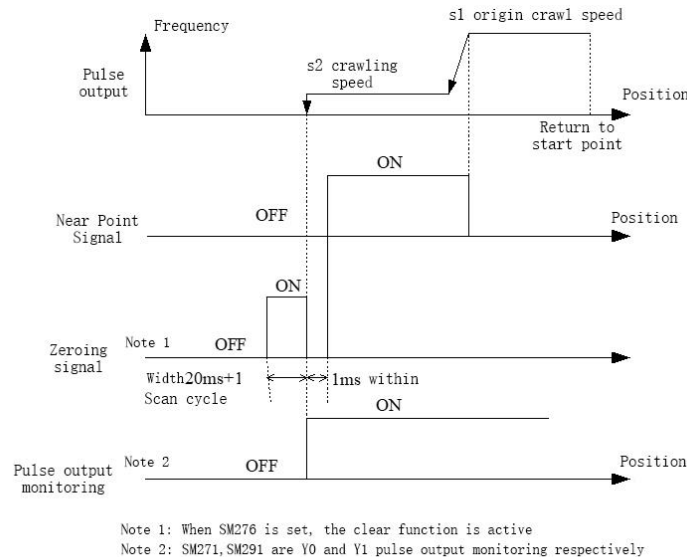 s1 origin crawl speed
Frequency
s2 crawling
speed
Pulse
output
Position
Return to
start point
ON
OFF
Near Point
Signal
Position
ON
Note 1
OFF
Zeroing
signal
Width20ms+1
1ms within
Scan cycle
ON
Note 2
OFF
Pulse output
monitoring
Position
Note 1: When SM276 is set, the clear function is active
Note 2: SM271,SM291 are Y0 and Y1 pulse output monitoring respectively